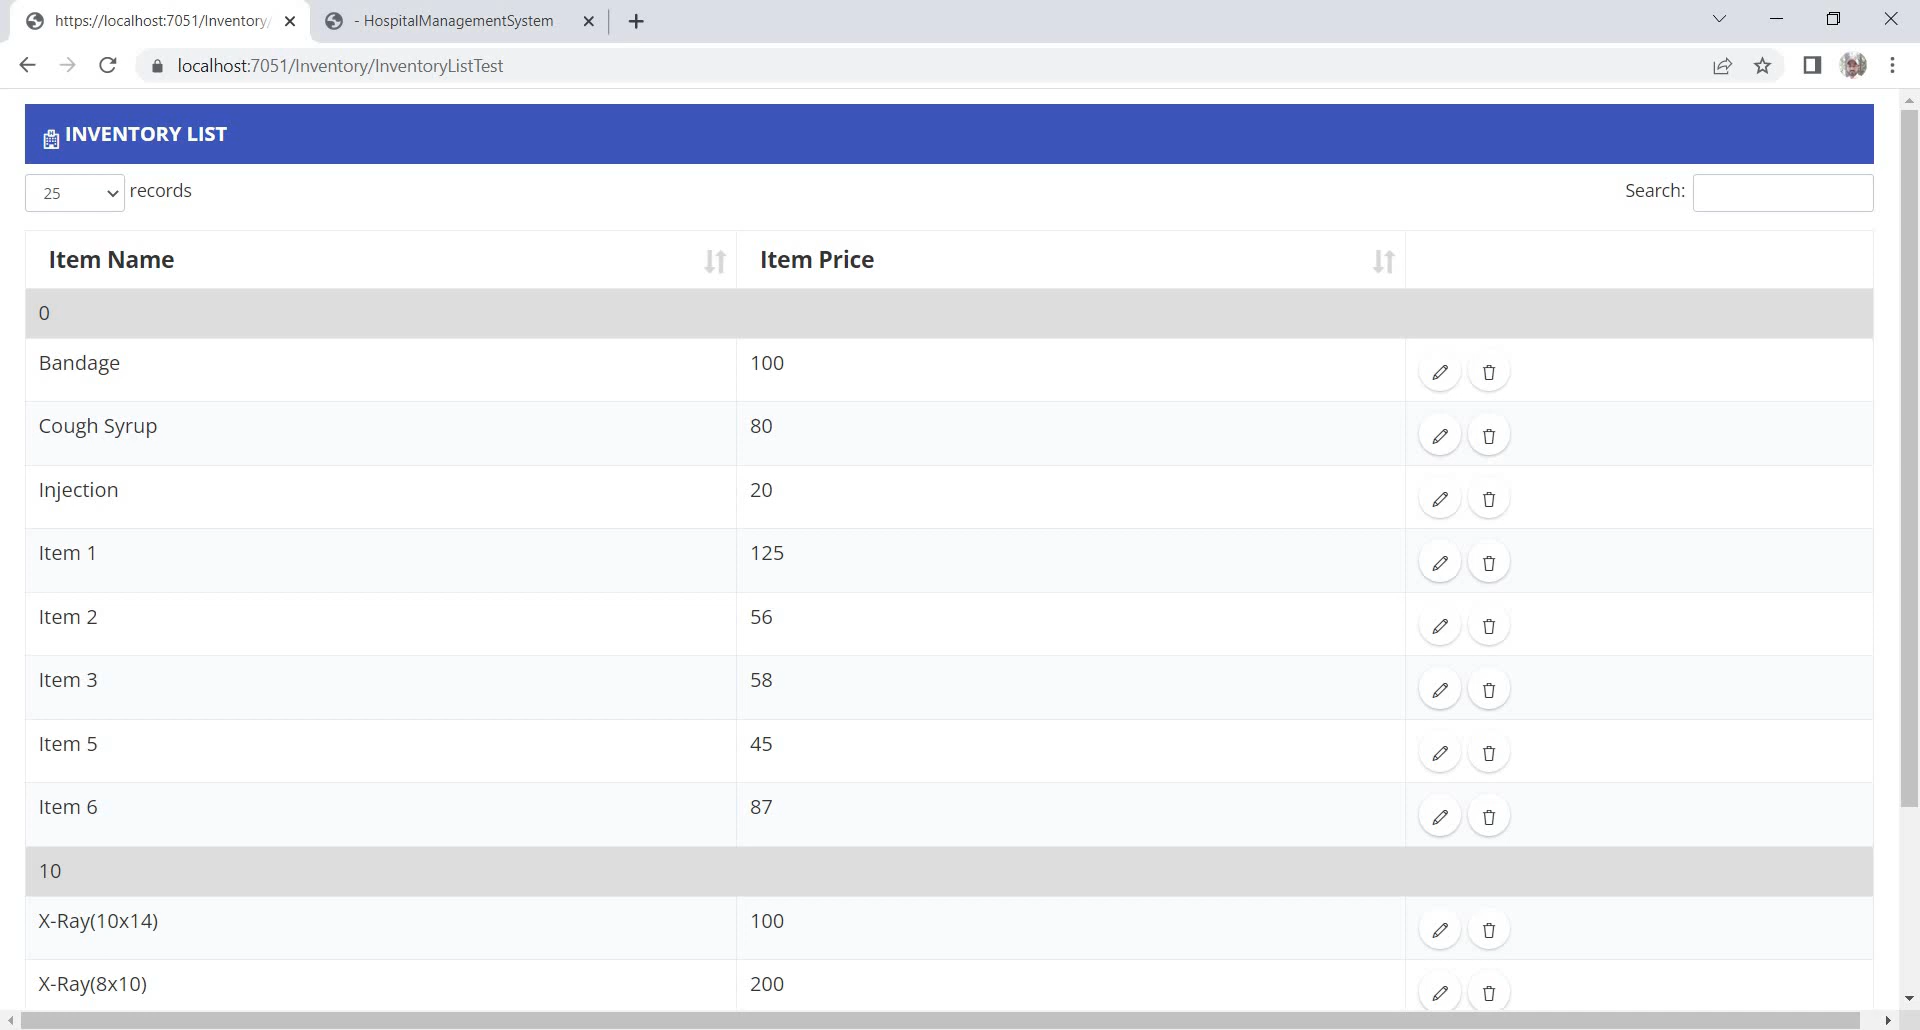 https://localhost:7051/Inventory/
- HospitalManagementSystem
localhost:7051/Inventory/InventoryListTest
INVENTORY LIST
25 records
Search:
Item Name Item Price
0
Bandage 100
Cough Syrup 80
Injection 20
Item 1 125
Item 2 56
Item 3 58
Item 5 45
Item 6 87
10
X-Ray(10x14) 100
X-Ray(8x10) 200